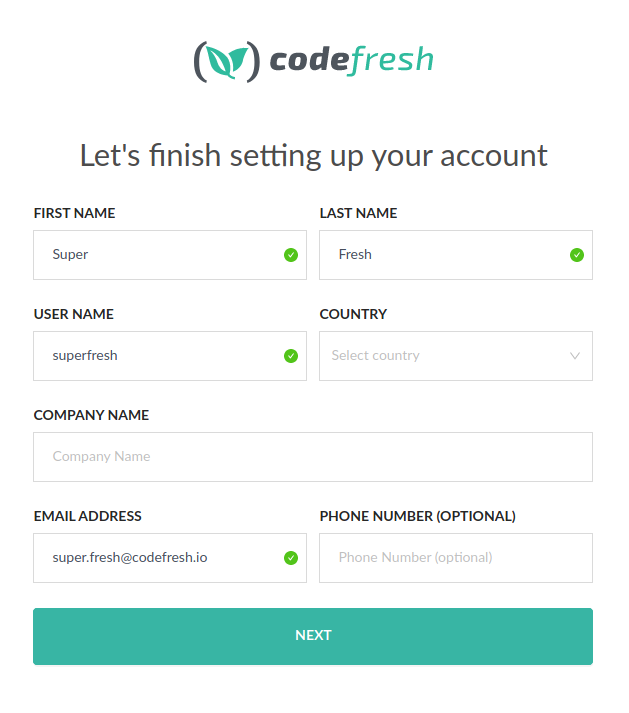 codefresh
Let's finish setting up your account
FIRST NAME
LAST NAME
Super
Fresh
USER NAME
COUNTRY
superfresh
Select country
COMPANY NAME
Company Name
EMAIL ADDRESS
PHONE NUMBER (OPTIONAL)
super.fresh@codefresh.io
Phone Number (optional)
NEXT